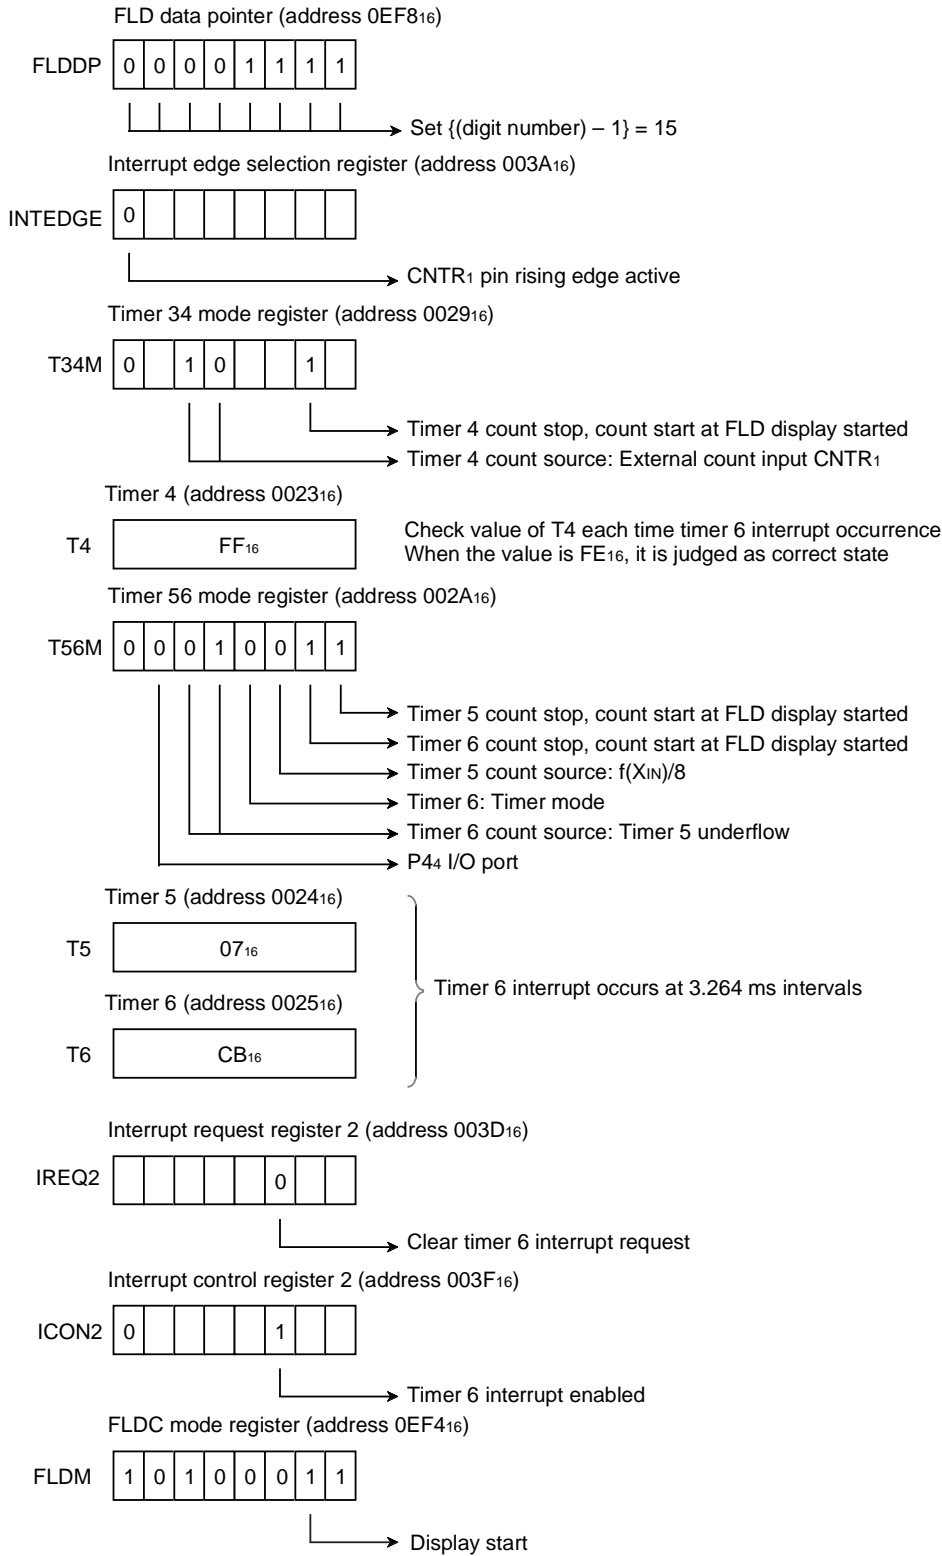 FLD data pointer (address 0EF8₁₆)
FLDDP 0 0 0 0 1 1 1 1
Set {(digit number) – 1} = 15
Interrupt edge selection register (address 003A₁₆)
INTEDGE 0
CNTR₁ pin rising edge active
Timer 34 mode register (address 0029₁₆)
T34M 0 1 0 1
Timer 4 count stop, count start at FLD display started
Timer 4 count source: External count input CNTR₁
Timer 4 (address 0023₁₆)
T4 FF₁₆
Check value of T4 each time timer 6 interrupt occurrence
When the value is FE₁₆, it is judged as correct state
Timer 56 mode register (address 002A₁₆)
T56M 0 0 0 1 0 0 1 1
Timer 5 count stop, count start at FLD display started
Timer 6 count stop, count start at FLD display started
Timer 5 count source: f(XIN)/8
Timer 6: Timer mode
Timer 6 count source: Timer 5 underflow
P4₄ I/O port
Timer 5 (address 0024₁₆)
T5 07₁₆
Timer 6 interrupt occurs at 3.264 ms intervals
Timer 6 (address 0025₁₆)
T6 CB₁₆
Interrupt request register 2 (address 003D₁₆)
IREQ2 0
Clear timer 6 interrupt request
Interrupt control register 2 (address 003F₁₆)
ICON2 0 1
Timer 6 interrupt enabled
FLDC mode register (address 0EF4₁₆)
FLDM 1 0 1 0 0 0 1 1
Display start